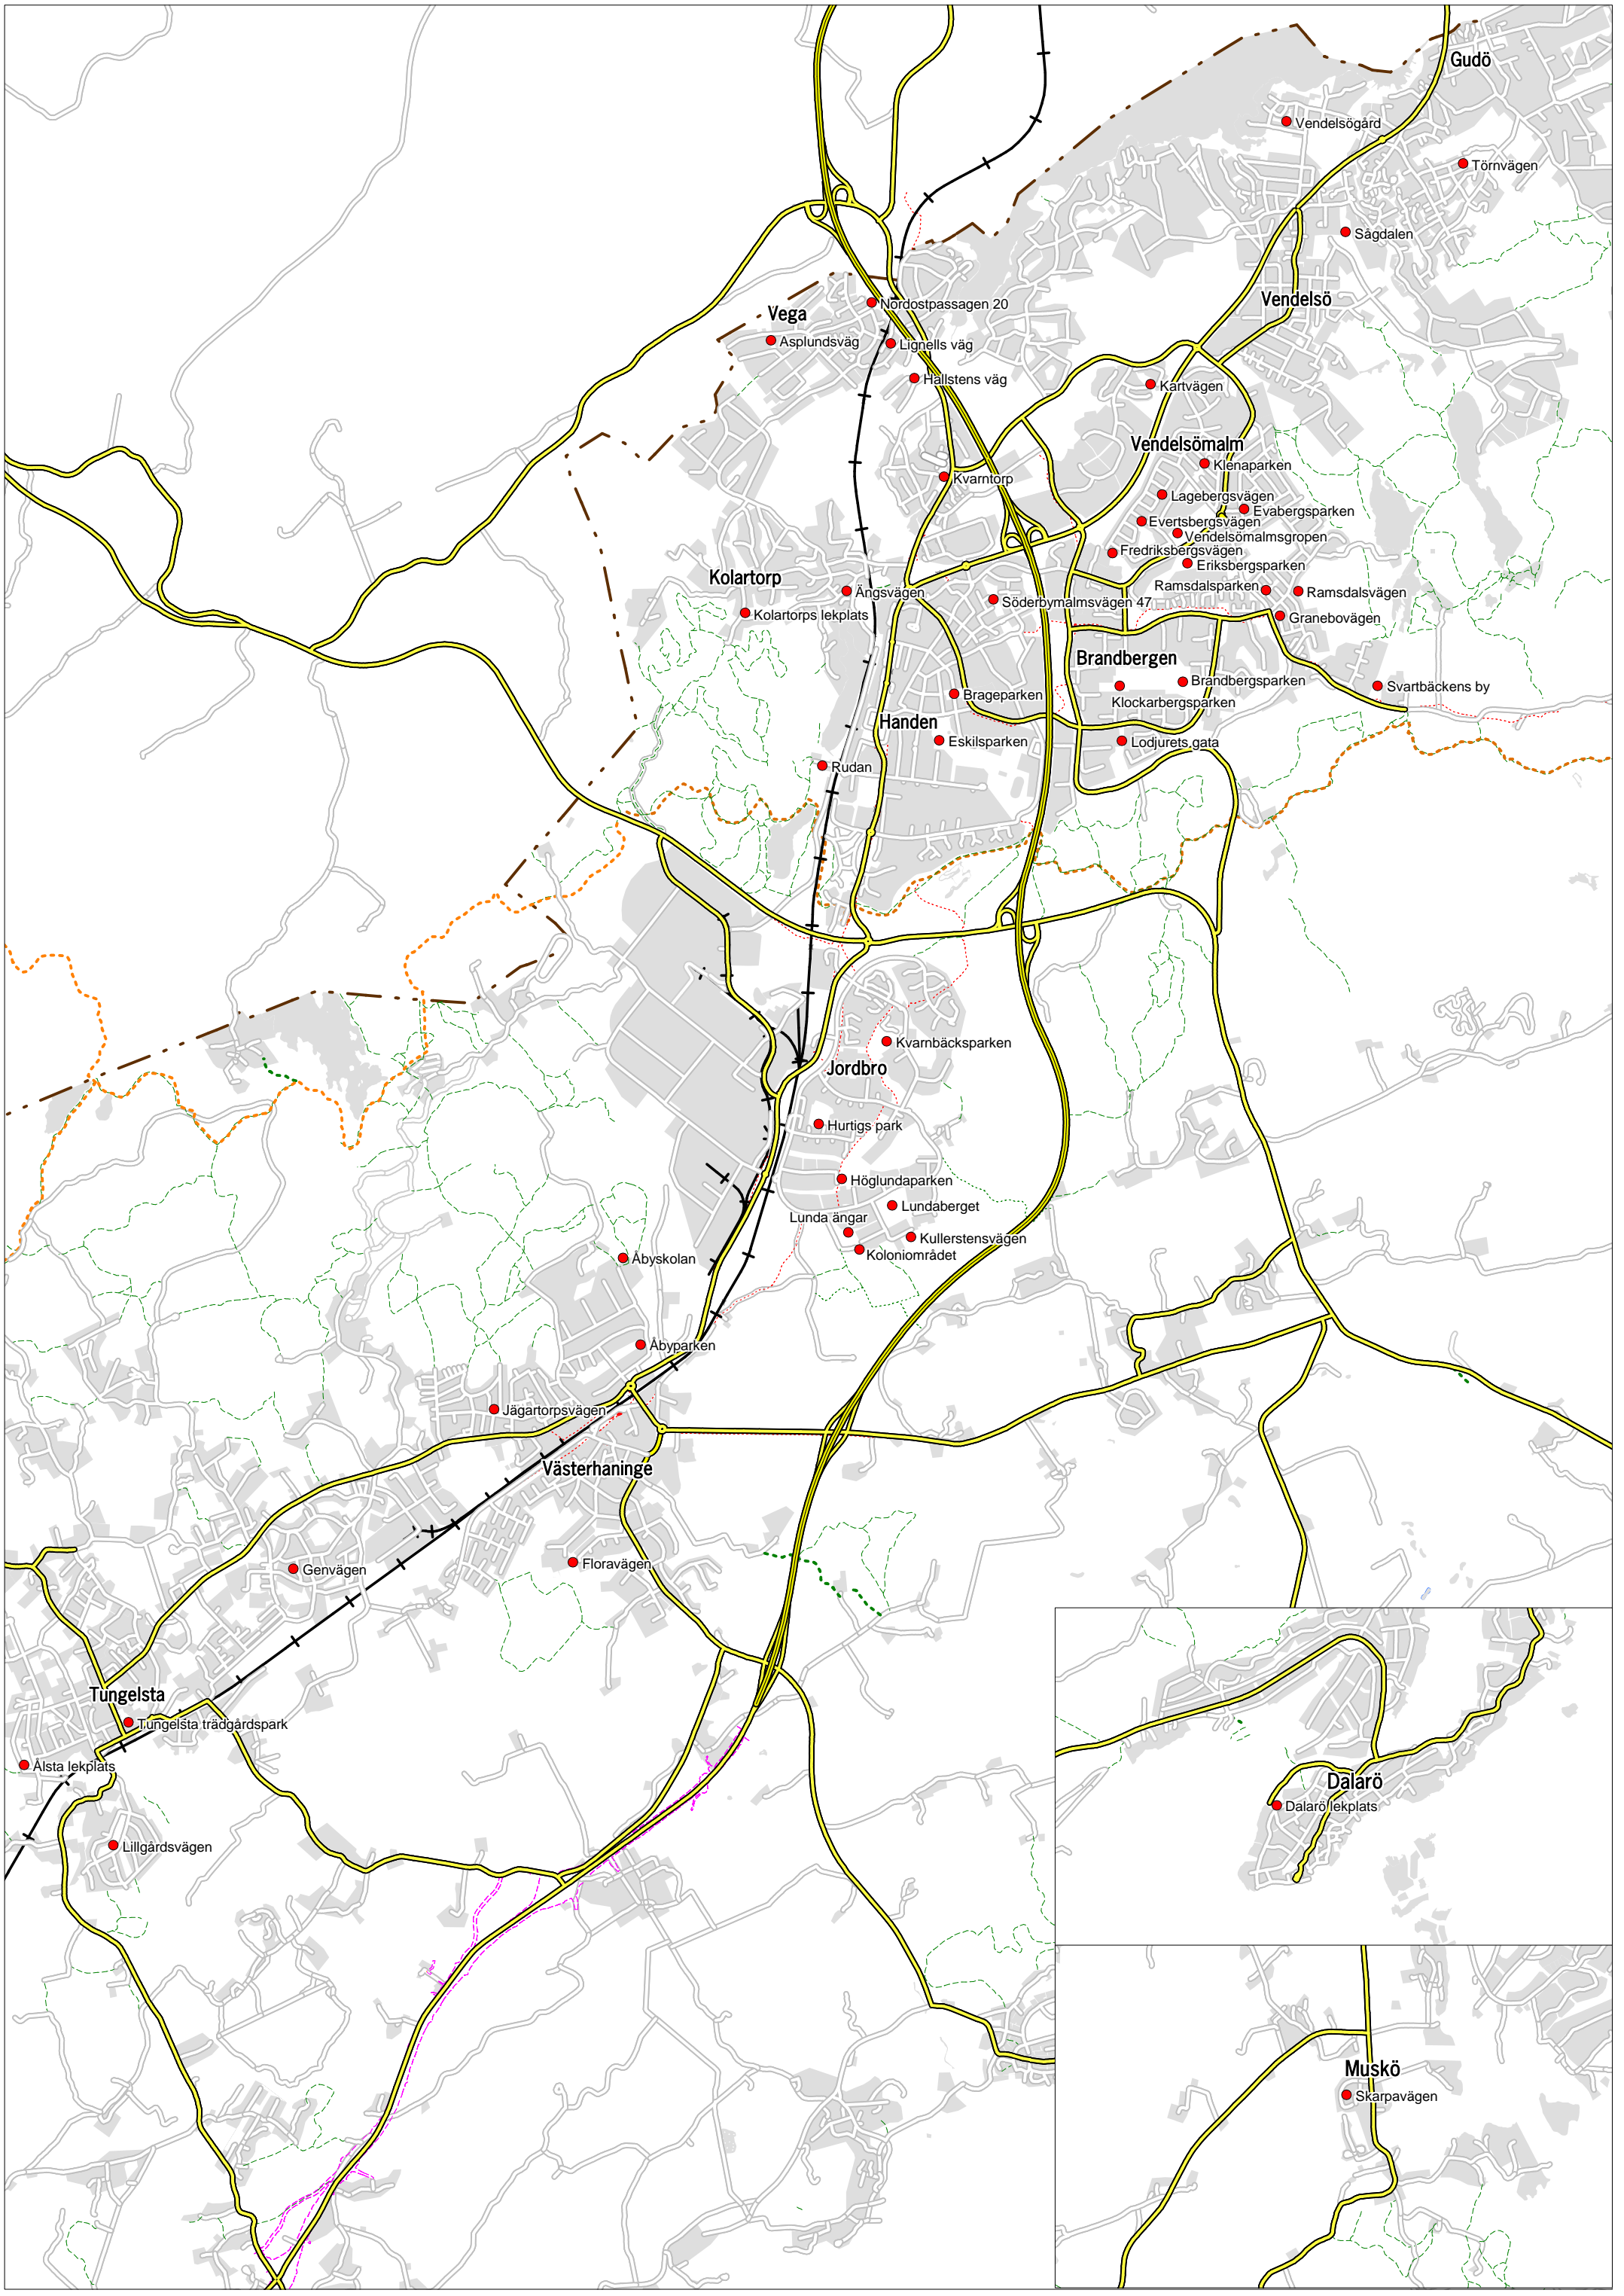 Gudö
Vendelsögård
Törnvägen
Sågdalen
Vendelsö
Nordostpassagen 20
Vega
Asplundsväg
Lignells väg
Hallstens väg
Kartvägen
Vendelsömalm
Klenaparken
Kvarntorp
Lagebergsvägen
Evabergsparken
Evertsbergsvägen
Vendelsömalmsgropen
Fredriksbergsvägen
Eriksbergsparken
Kolartorp
Ängsvägen
Ramsdalsparken
Ramsdalsvägen
Söderbymalmsvägen 47
Kolartorps lekplats
Granebovägen
Brandbergen
Brandbergsparken
Svartbäckens by
Brageparken
Klockarbergsparken
Handen
Eskilsparken
Lodjurets gata
Rudan
Kvarnbäcksparken
Jordbro
Hurtigs park
Höglundaparken
Lundaberget
Lunda ängar
Kullerstensvägen
Koloniområdet
Åbyskolan
Åbyparken
Jägartorpsvägen
Västerhaninge
Floravägen
Genvägen
Tungelsta
Tungelsta trädgårdspark
Ålsta lekplats
Lillgårdsvägen
Dalarö
Dalarö lekplats
Muskö
Skarpavägen